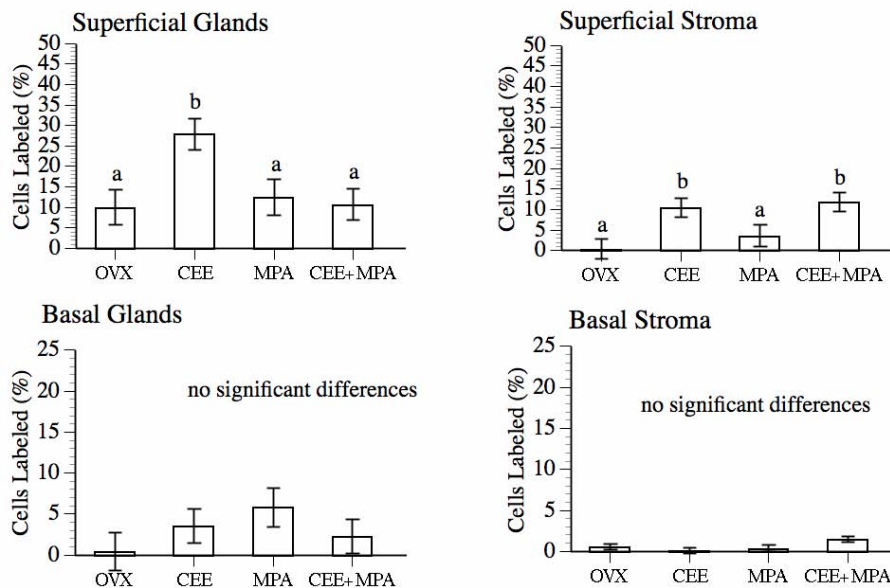 Superficial Glands
Cells Labeled (%)
50
45
40
35
30
25
20
15
10
5
0
a
b
a
a
OVX
CEE
MPA
CEE+MPA
Superficial Stroma
Cells Labeled (%)
50
45
40
35
30
25
20
15
10
5
0
a
b
a
b
OVX
CEE
MPA
CEE+MPA
Basal Glands
Cells Labeled (%)
25
20
15
10
5
0
no significant differences
OVX
CEE
MPA
CEE+MPA
Basal Stroma
Cells Labeled (%)
25
20
15
10
5
0
no significant differences
OVX
CEE
MPA
CEE+MPA